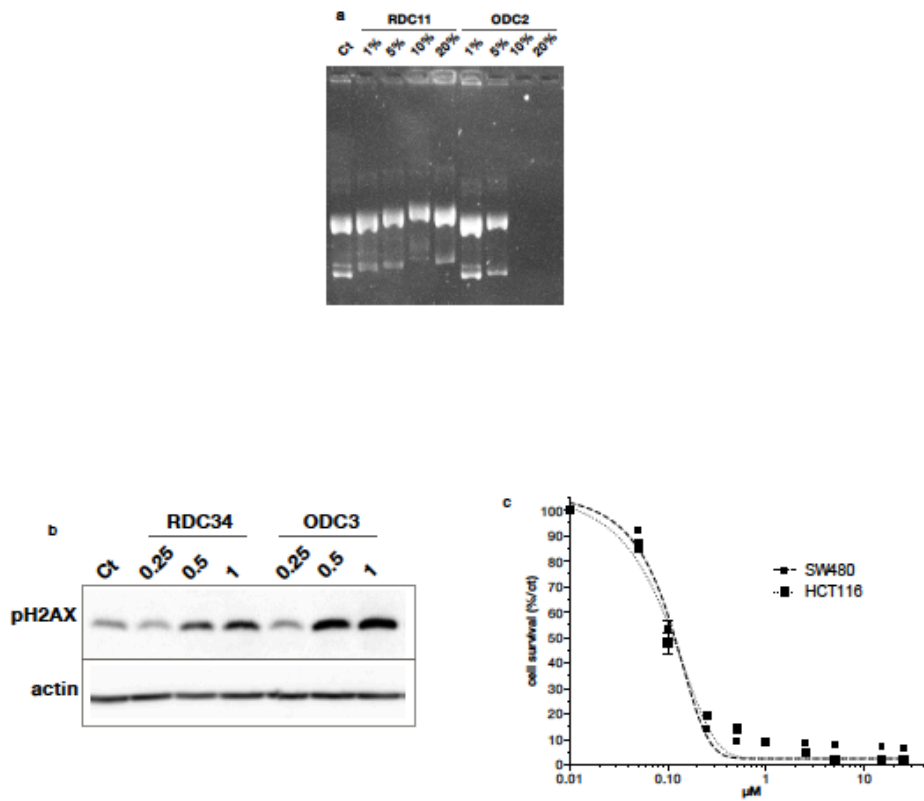 a
RDC11 ODC2
Ct 1% 5% 10% 20% 1% 5% 10% 20%
b
RDC34 ODC3
Ct 0.25 0.5 1 0.25 0.5 1
pH2AX
actin
c
100
90
80
70
60
50
40
30
20
10
0
cell survival (%/ct)
SW480
HCT116
0.01 0.10 1 10
µM